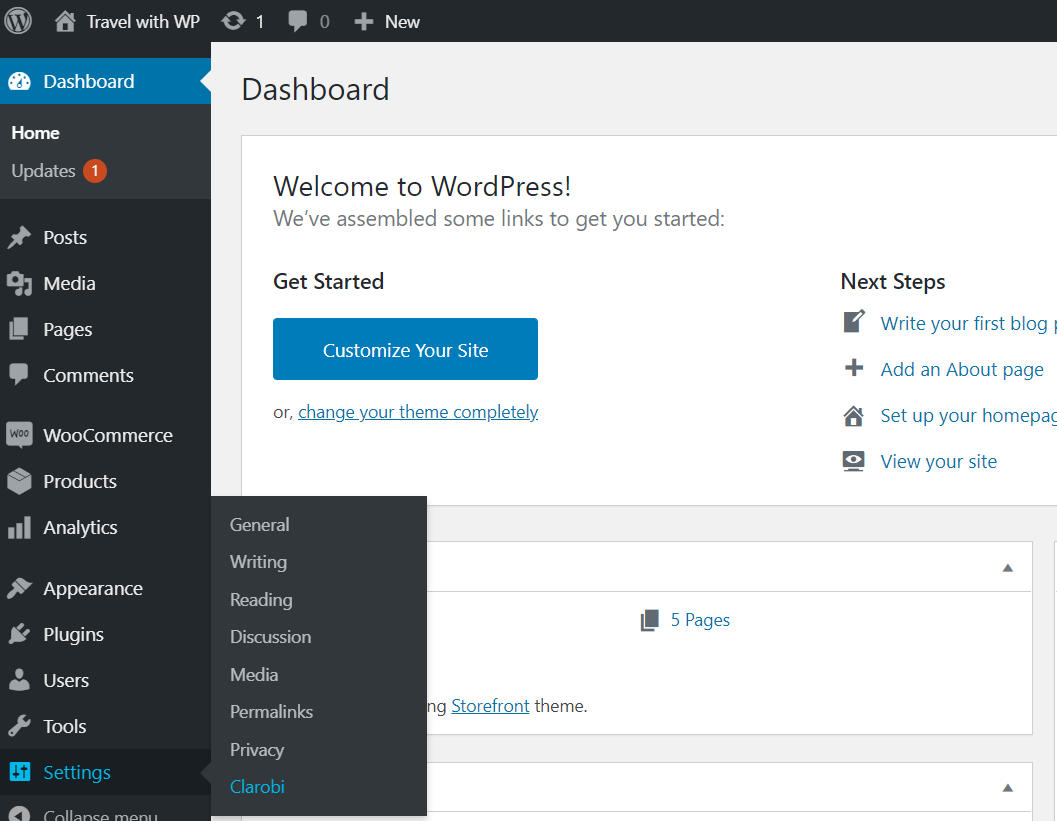 Travel with WP 1 0 New
Dashboard
Home
Updates 1
Posts
Media
Pages
Comments
WOO WooCommerce
Products
Analytics
Appearance
Plugins
Users
Tools
Settings
Collapse menu
General
Writing
Reading
Discussion
Media
Permalinks
Privacy
Clarobi
Dashboard
Welcome to WordPress!
We’ve assembled some links to get you started:
Get Started
Customize Your Site
or, change your theme completely
Next Steps
Write your first blog
Add an About page
Set up your homepag
View your site
5 Pages
ng Storefront theme.